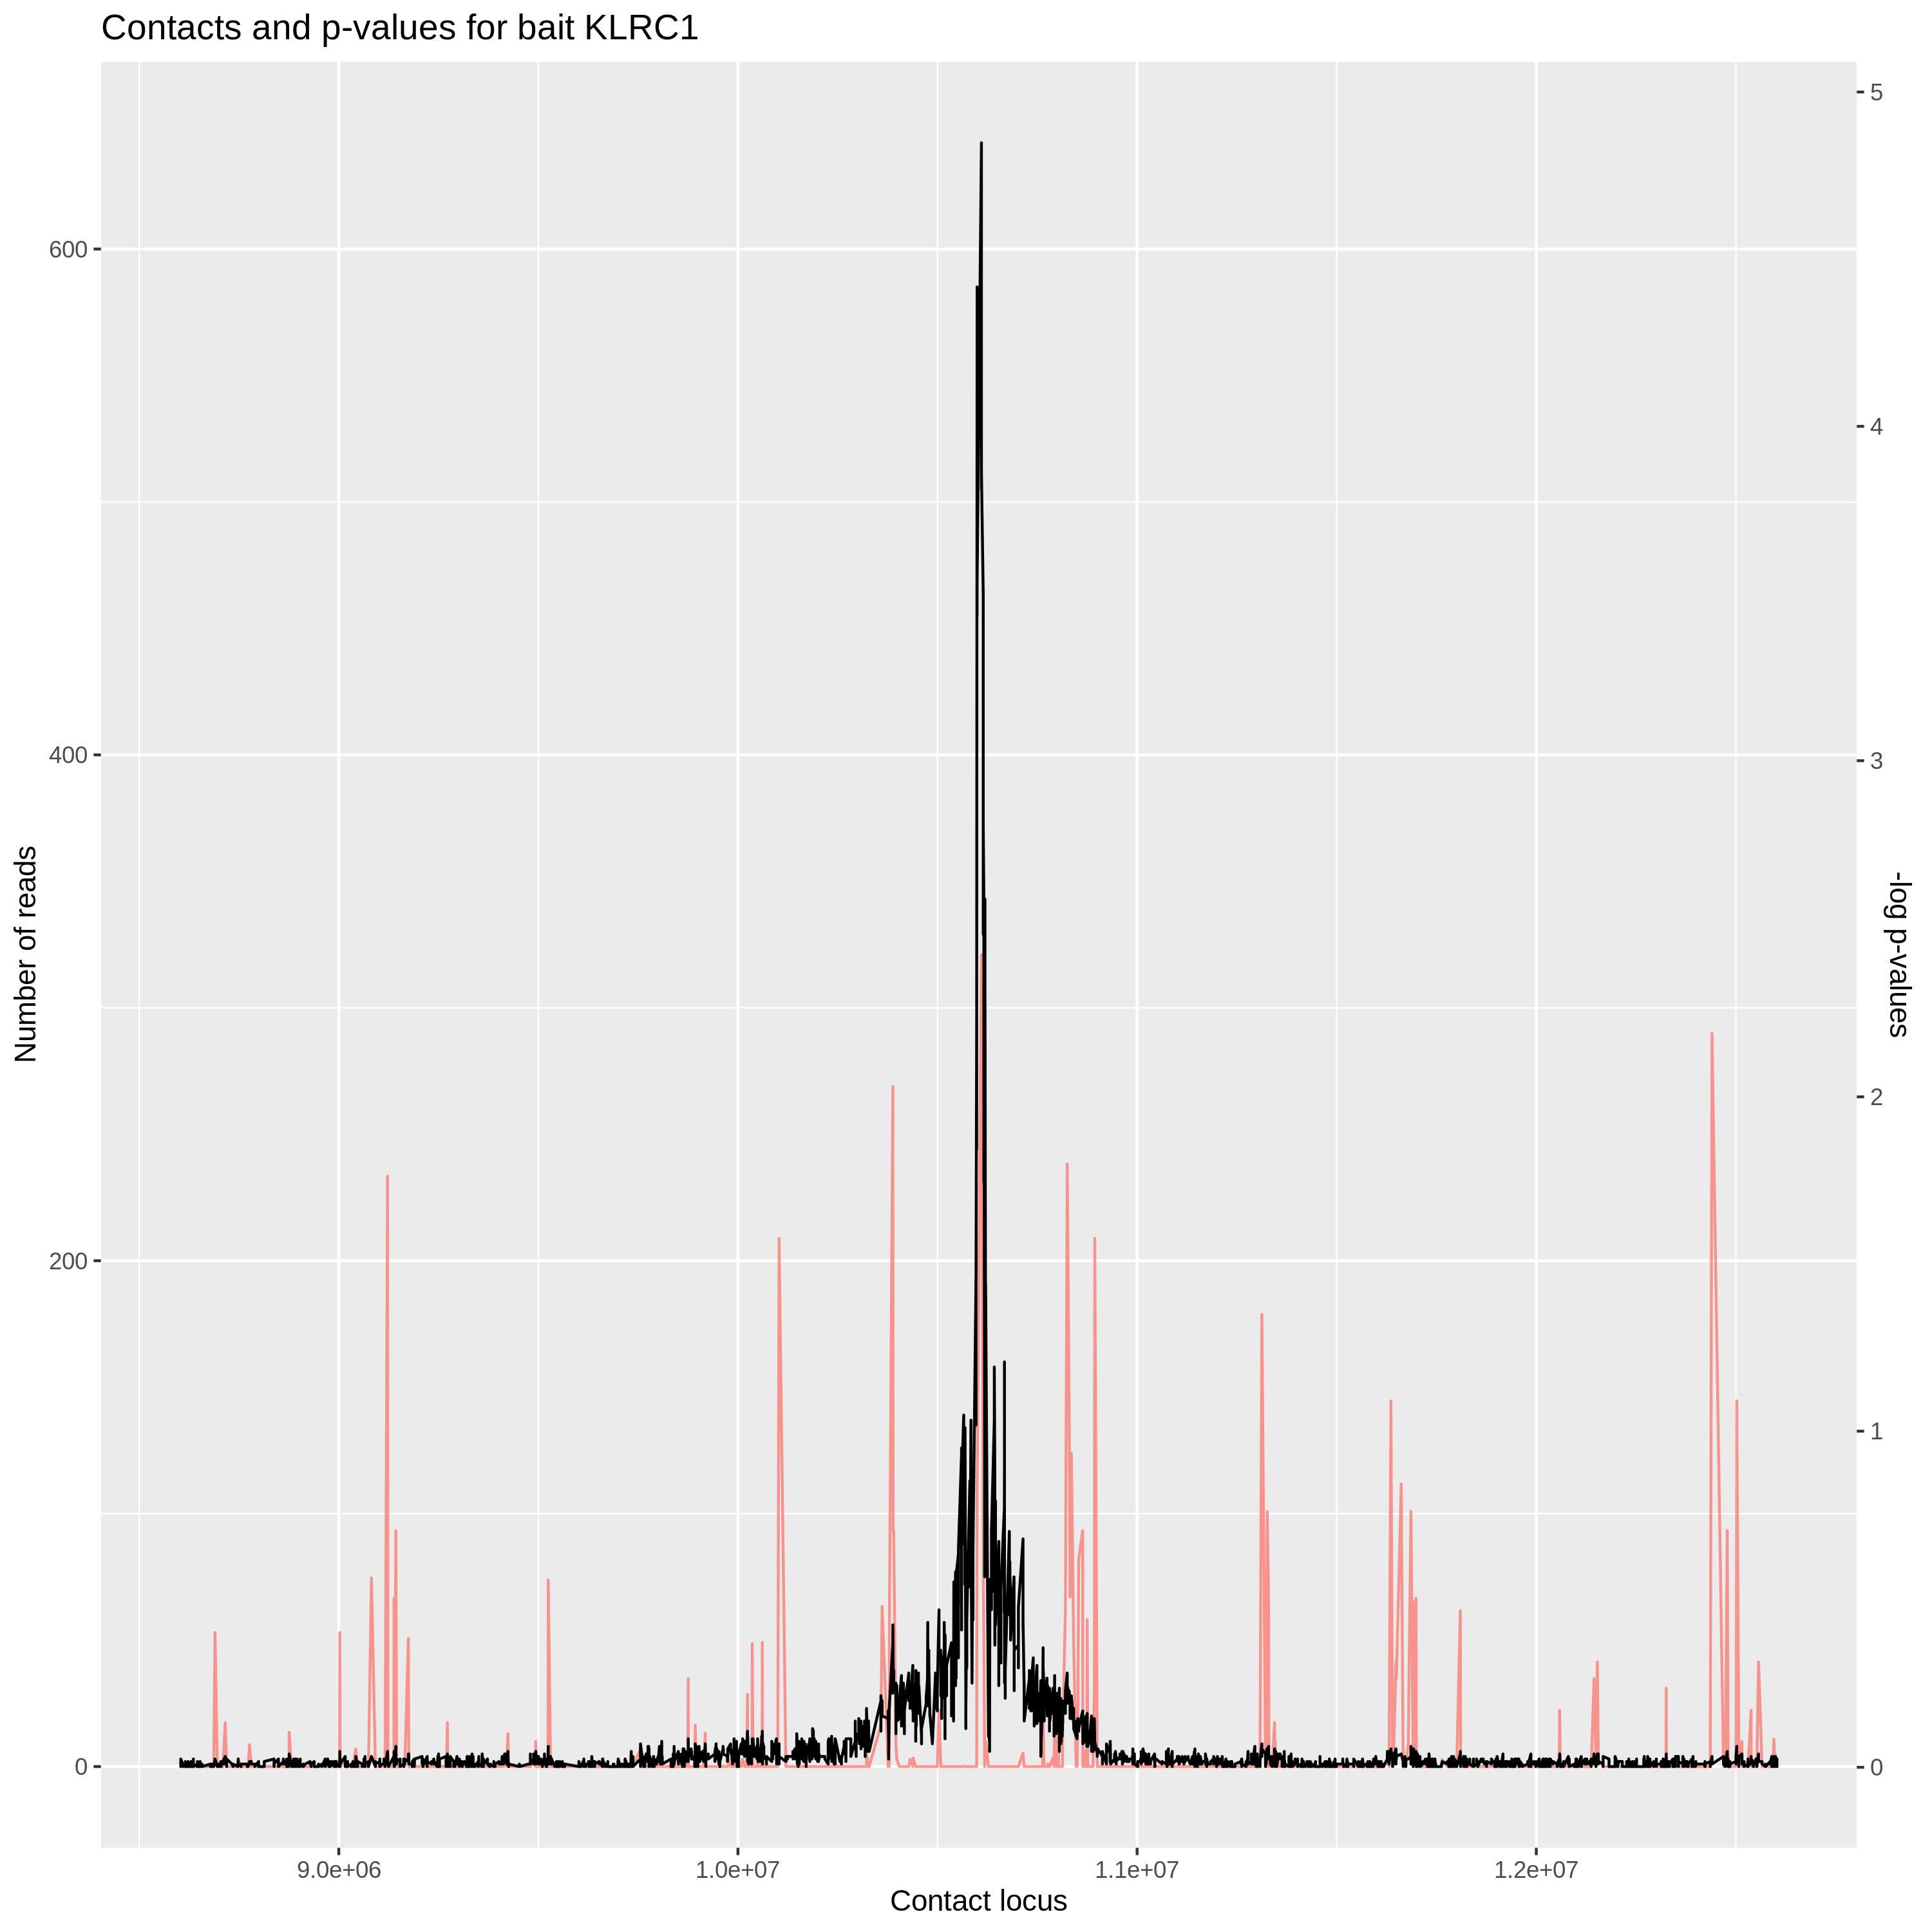 Contacts and p-values for bait KLRC1
5
600
4
400
3
Number of reads
-log p-values
2
200
1
0
0
9.0e+06
1.0e+07
1.1e+07
1.2e+07
Contact locus